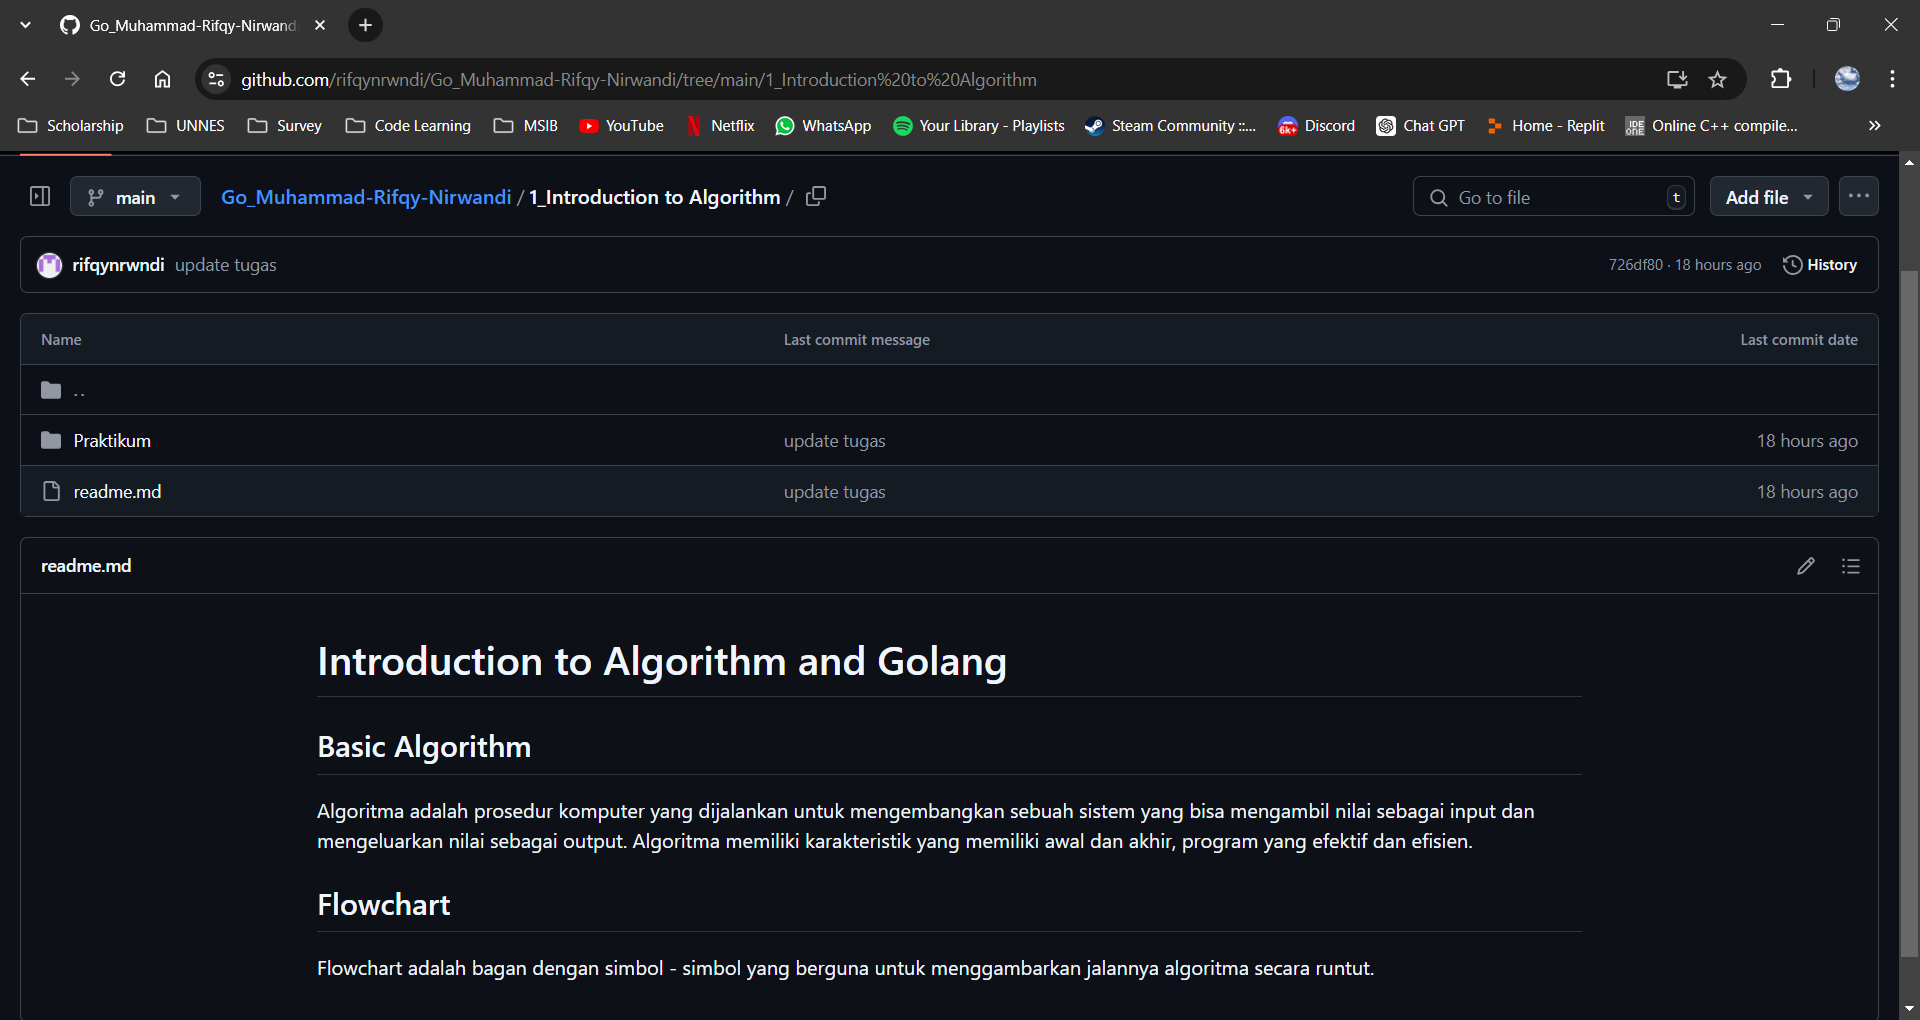 Go_Muhammad-Rifqy-Nirwandi
github.com/rifqynrwndi/Go_Muhammad-Rifqy-Nirwandi/tree/main/1_Introduction%20to%20Algorithm
Scholarship UNNES Survey Code Learning MSIB YouTube Netflix WhatsApp Your Library - Playlists Steam Community ::... 6k+ Discord Chat GPT Home - Replit IDE ONE Online C++ compile... »
main Go_Muhammad-Rifqy-Nirwandi / 1_Introduction to Algorithm / Go to file t Add file ...
rifqynrwndi update tugas 726df80 · 18 hours ago History
Name Last commit message Last commit date
..
Praktikum update tugas 18 hours ago
readme.md update tugas 18 hours ago
readme.md
Introduction to Algorithm and Golang
Basic Algorithm
Algoritma adalah prosedur komputer yang dijalankan untuk mengembangkan sebuah sistem yang bisa mengambil nilai sebagai input dan
mengeluarkan nilai sebagai output. Algoritma memiliki karakteristik yang memiliki awal dan akhir, program yang efektif dan efisien.
Flowchart
Flowchart adalah bagan dengan simbol - simbol yang berguna untuk menggambarkan jalannya algoritma secara runtut.